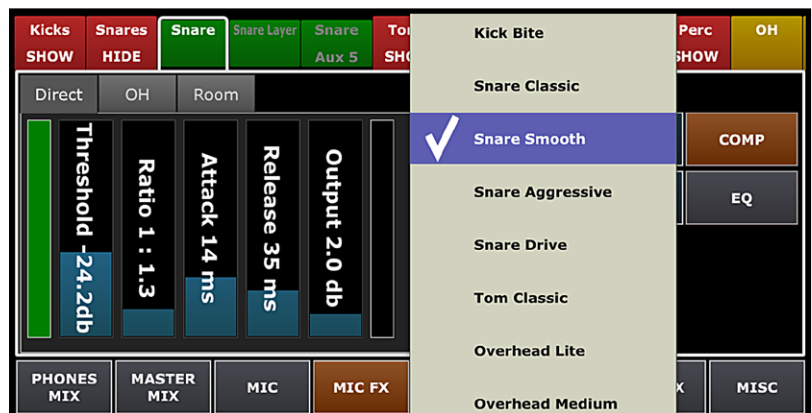 Kicks
SHOW
Snares
HIDE
Snare
Snare Layer
Snare
Aux 5
Perc
OH
Direct
OH
Room
Threshold -24.2db
Ratio 1 : 1.3
Attack 14 ms
Release 35 ms
Output 2.0 db
Kick Bite
Snare Classic
Snare Smooth
Snare Aggressive
Snare Drive
Tom Classic
Overhead Lite
Overhead Medium
COMP
EQ
PHONES
MIX
MASTER
MIX
MIC
MIC FX
MISC